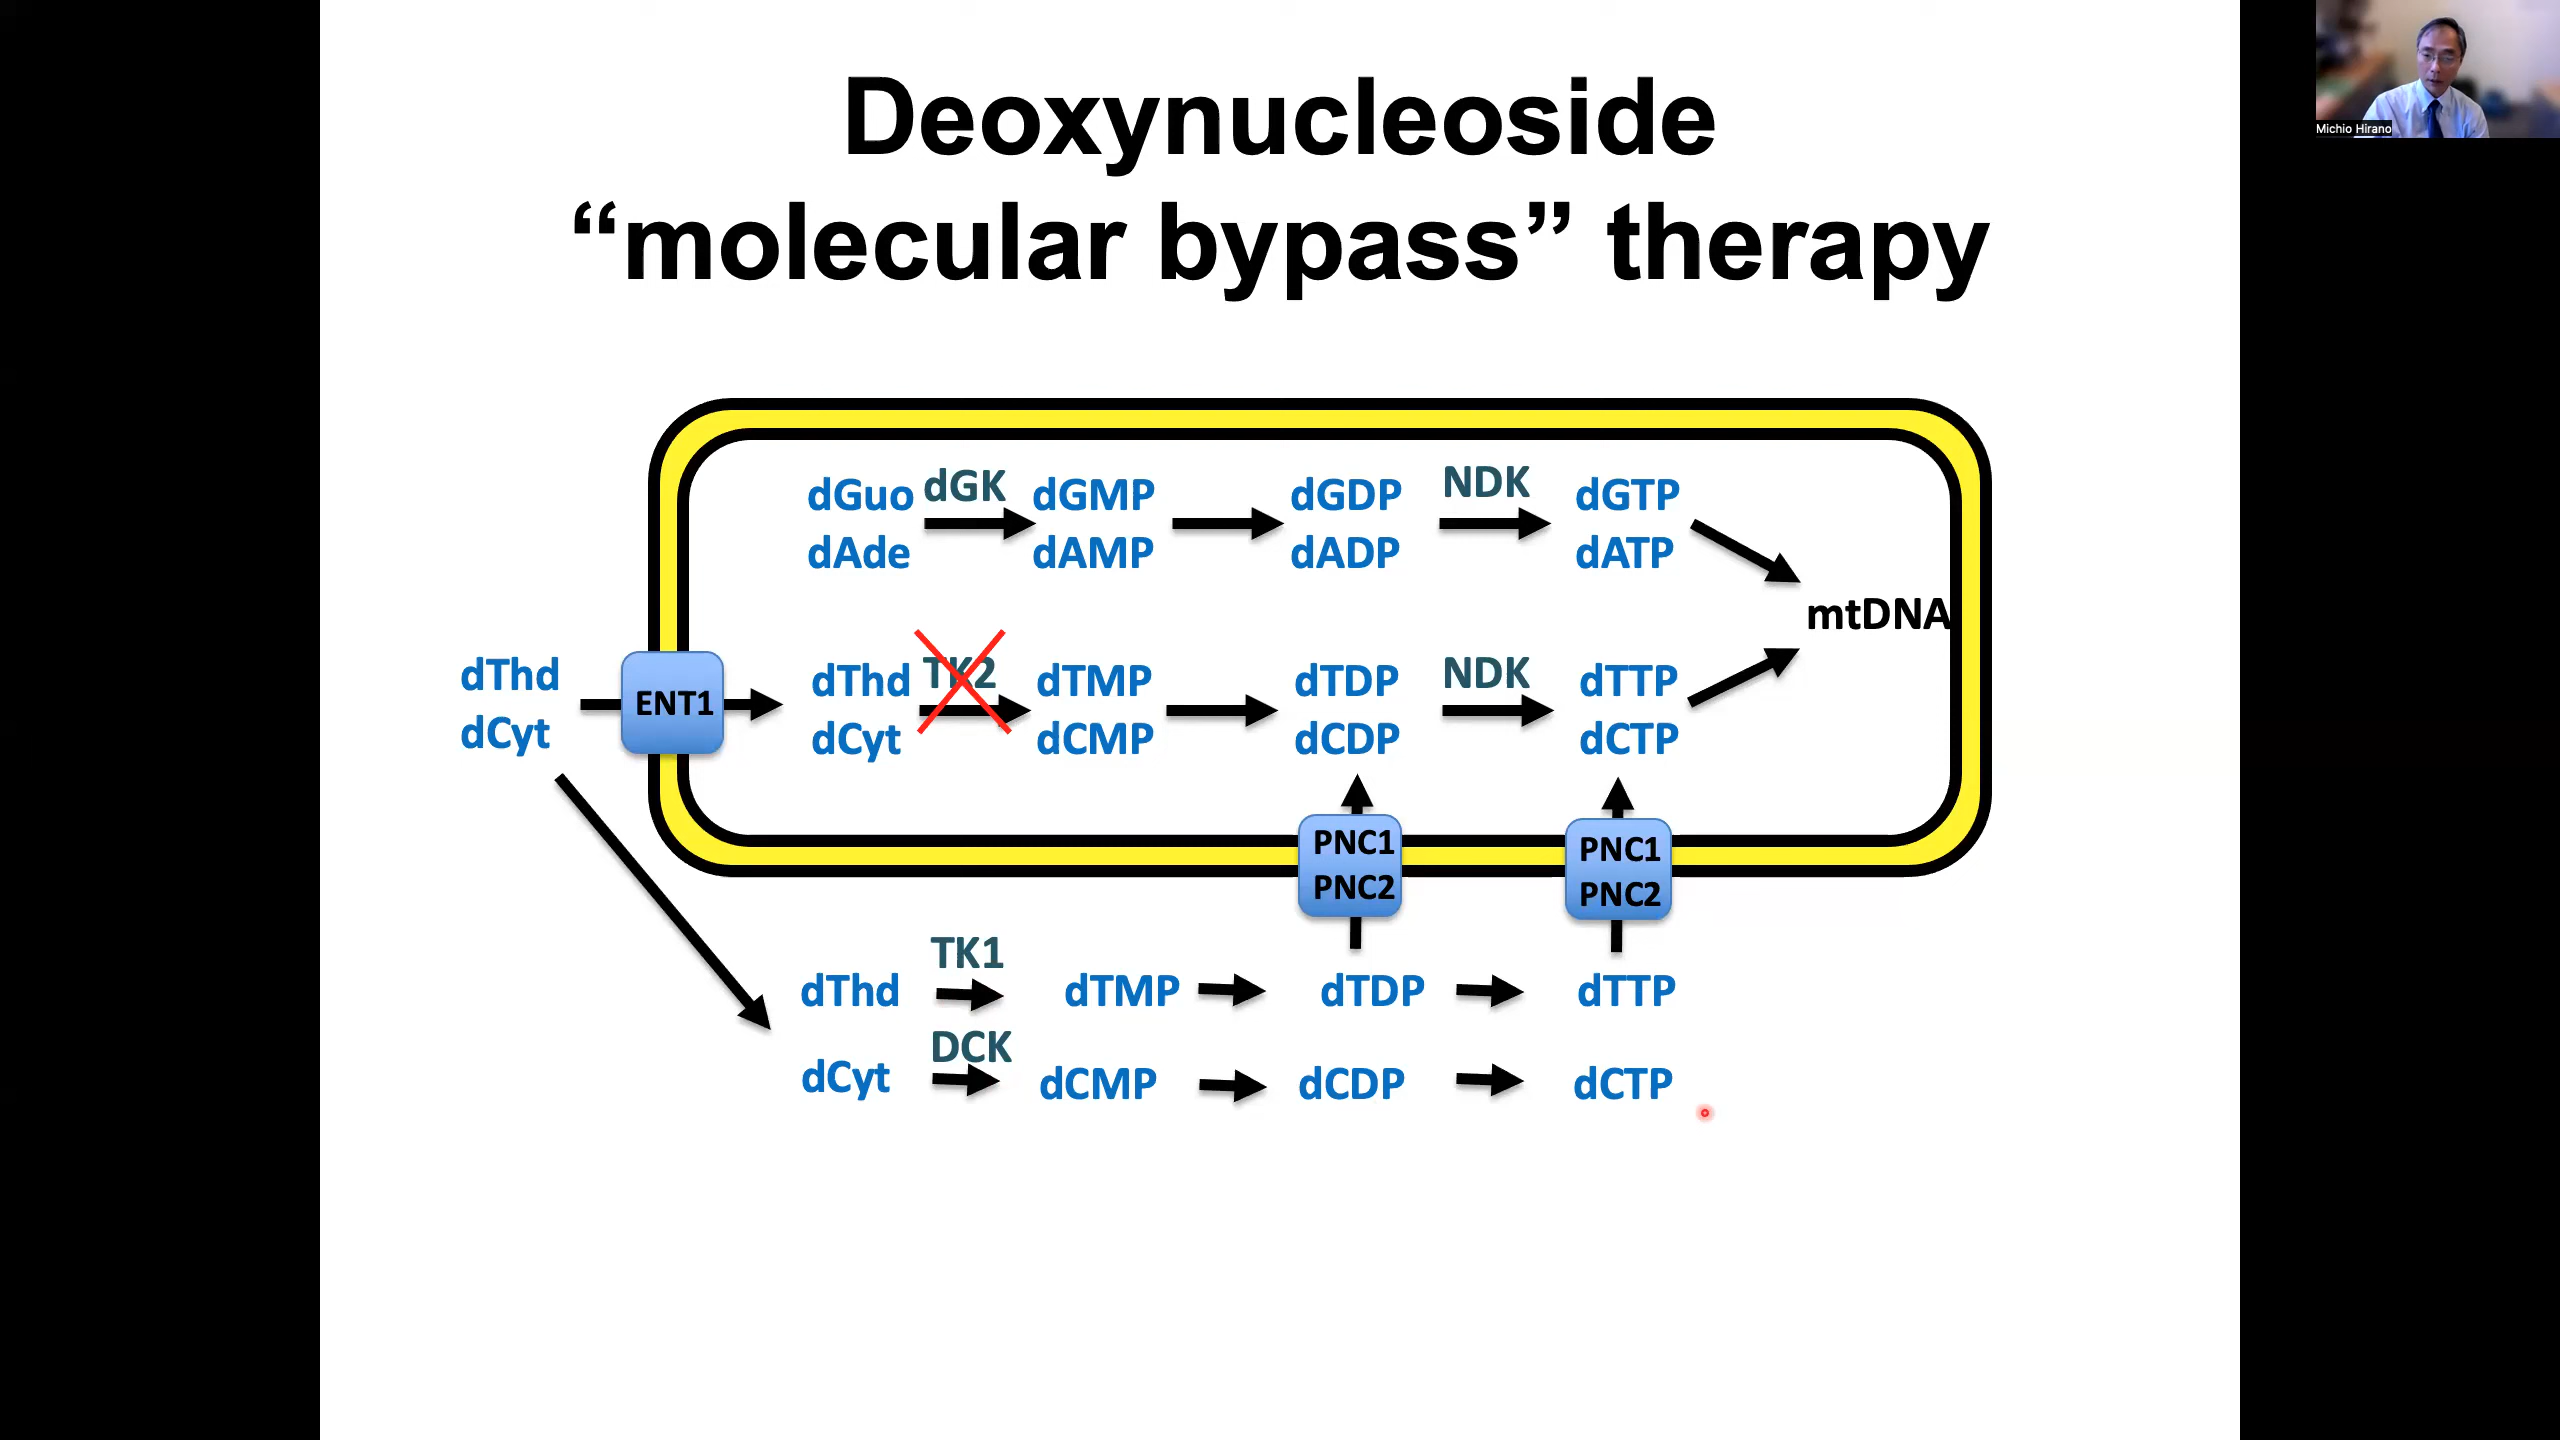 Michio Hirano
Deoxynucleoside
“molecular bypass” therapy
dGuo dGK dGMP dGDP NDK dGTP
dAde dAMP dADP dATP
mtDNA
dThd ENT1 dThd TK2 dTMP dTDP NDK dTTP
dCyt dCyt dCMP dCDP dCTP
PNC1 PNC1
PNC2 PNC2
TK1
dThd dTMP dTDP dTTP
DCK
dCyt dCMP dCDP dCTP